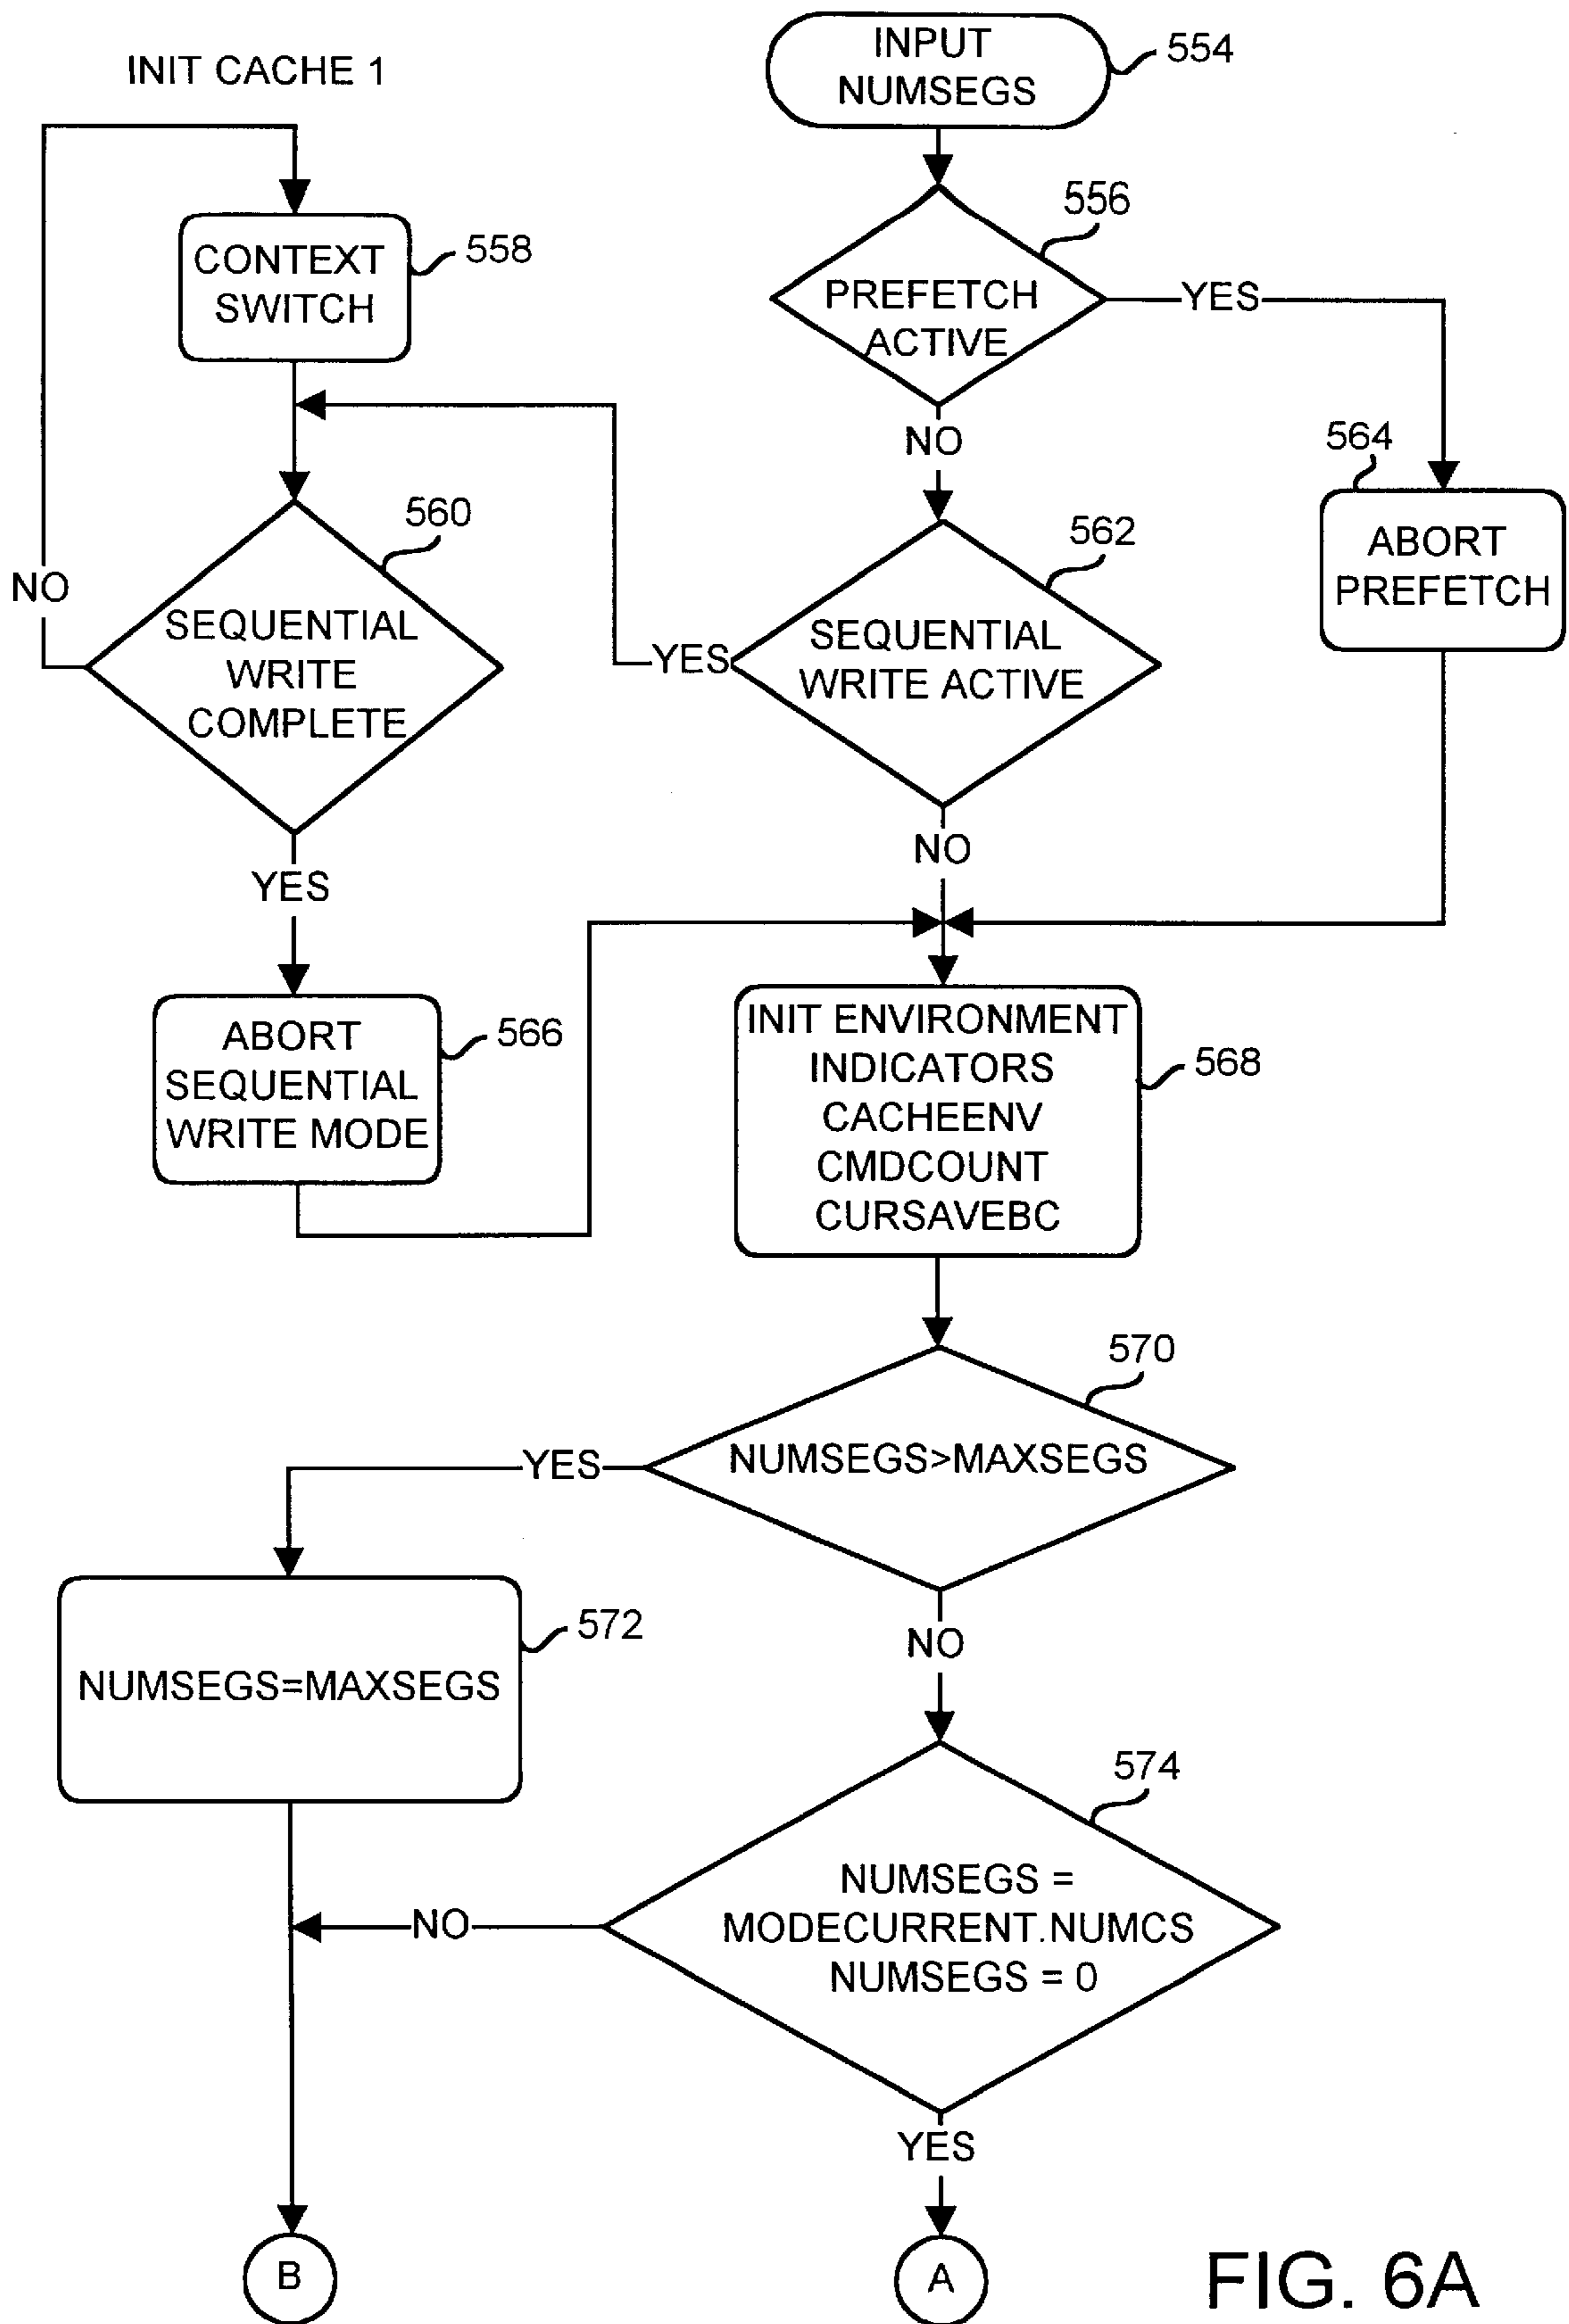 INIT CACHE 1
INPUT
NUMSEGS
554
556
PREFETCH
ACTIVE
YES
NO
CONTEXT
SWITCH
558
564
ABORT
PREFETCH
560
562
NO
SEQUENTIAL
WRITE
COMPLETE
YES
SEQUENTIAL
WRITE ACTIVE
NO
YES
ABORT
SEQUENTIAL
WRITE MODE
566
INIT ENVIRONMENT
INDICATORS
CACHEENV
CMDCOUNT
CURSAVEBC
568
570
YES
NUMSEGS>MAXSEGS
NO
572
NUMSEGS=MAXSEGS
574
NO
NUMSEGS =
MODECURRENT.NUMCS
NUMSEGS = 0
YES
B
A
FIG. 6A